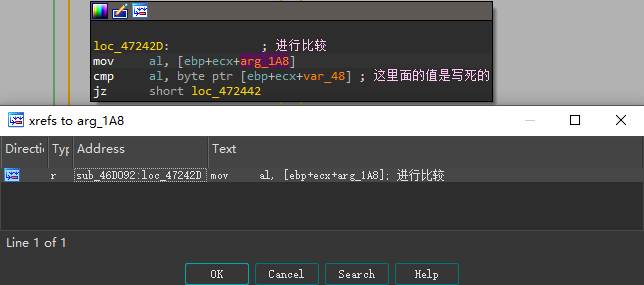 loc_47242D: ; 进行比较
mov al, [ebp+ecx+arg_1A8]
cmp al, byte ptr [ebp+ecx+var_48] ; 这里面的值是写死的
jz short loc_472442
xrefs to arg_1A8
Directio Typ Address Text
r sub_46D092:loc_47242D mov al, [ebp+ecx+arg_1A8]; 进行比较
Line 1 of 1
OK Cancel Search Help